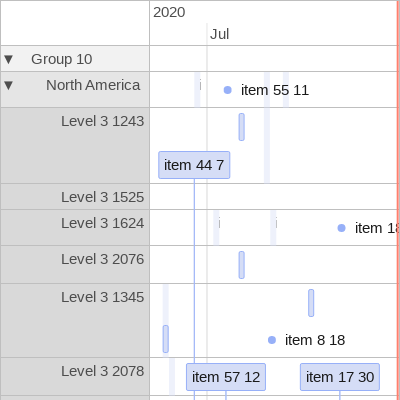 2020
Jul
▼ Group 10
▼ North America
i
item 55 11
Level 3 1243
item 44 7
Level 3 1525
Level 3 1624
i
i
item 18
Level 3 2076
Level 3 1345
item 8 18
Level 3 2078
item 57 12
item 17 30